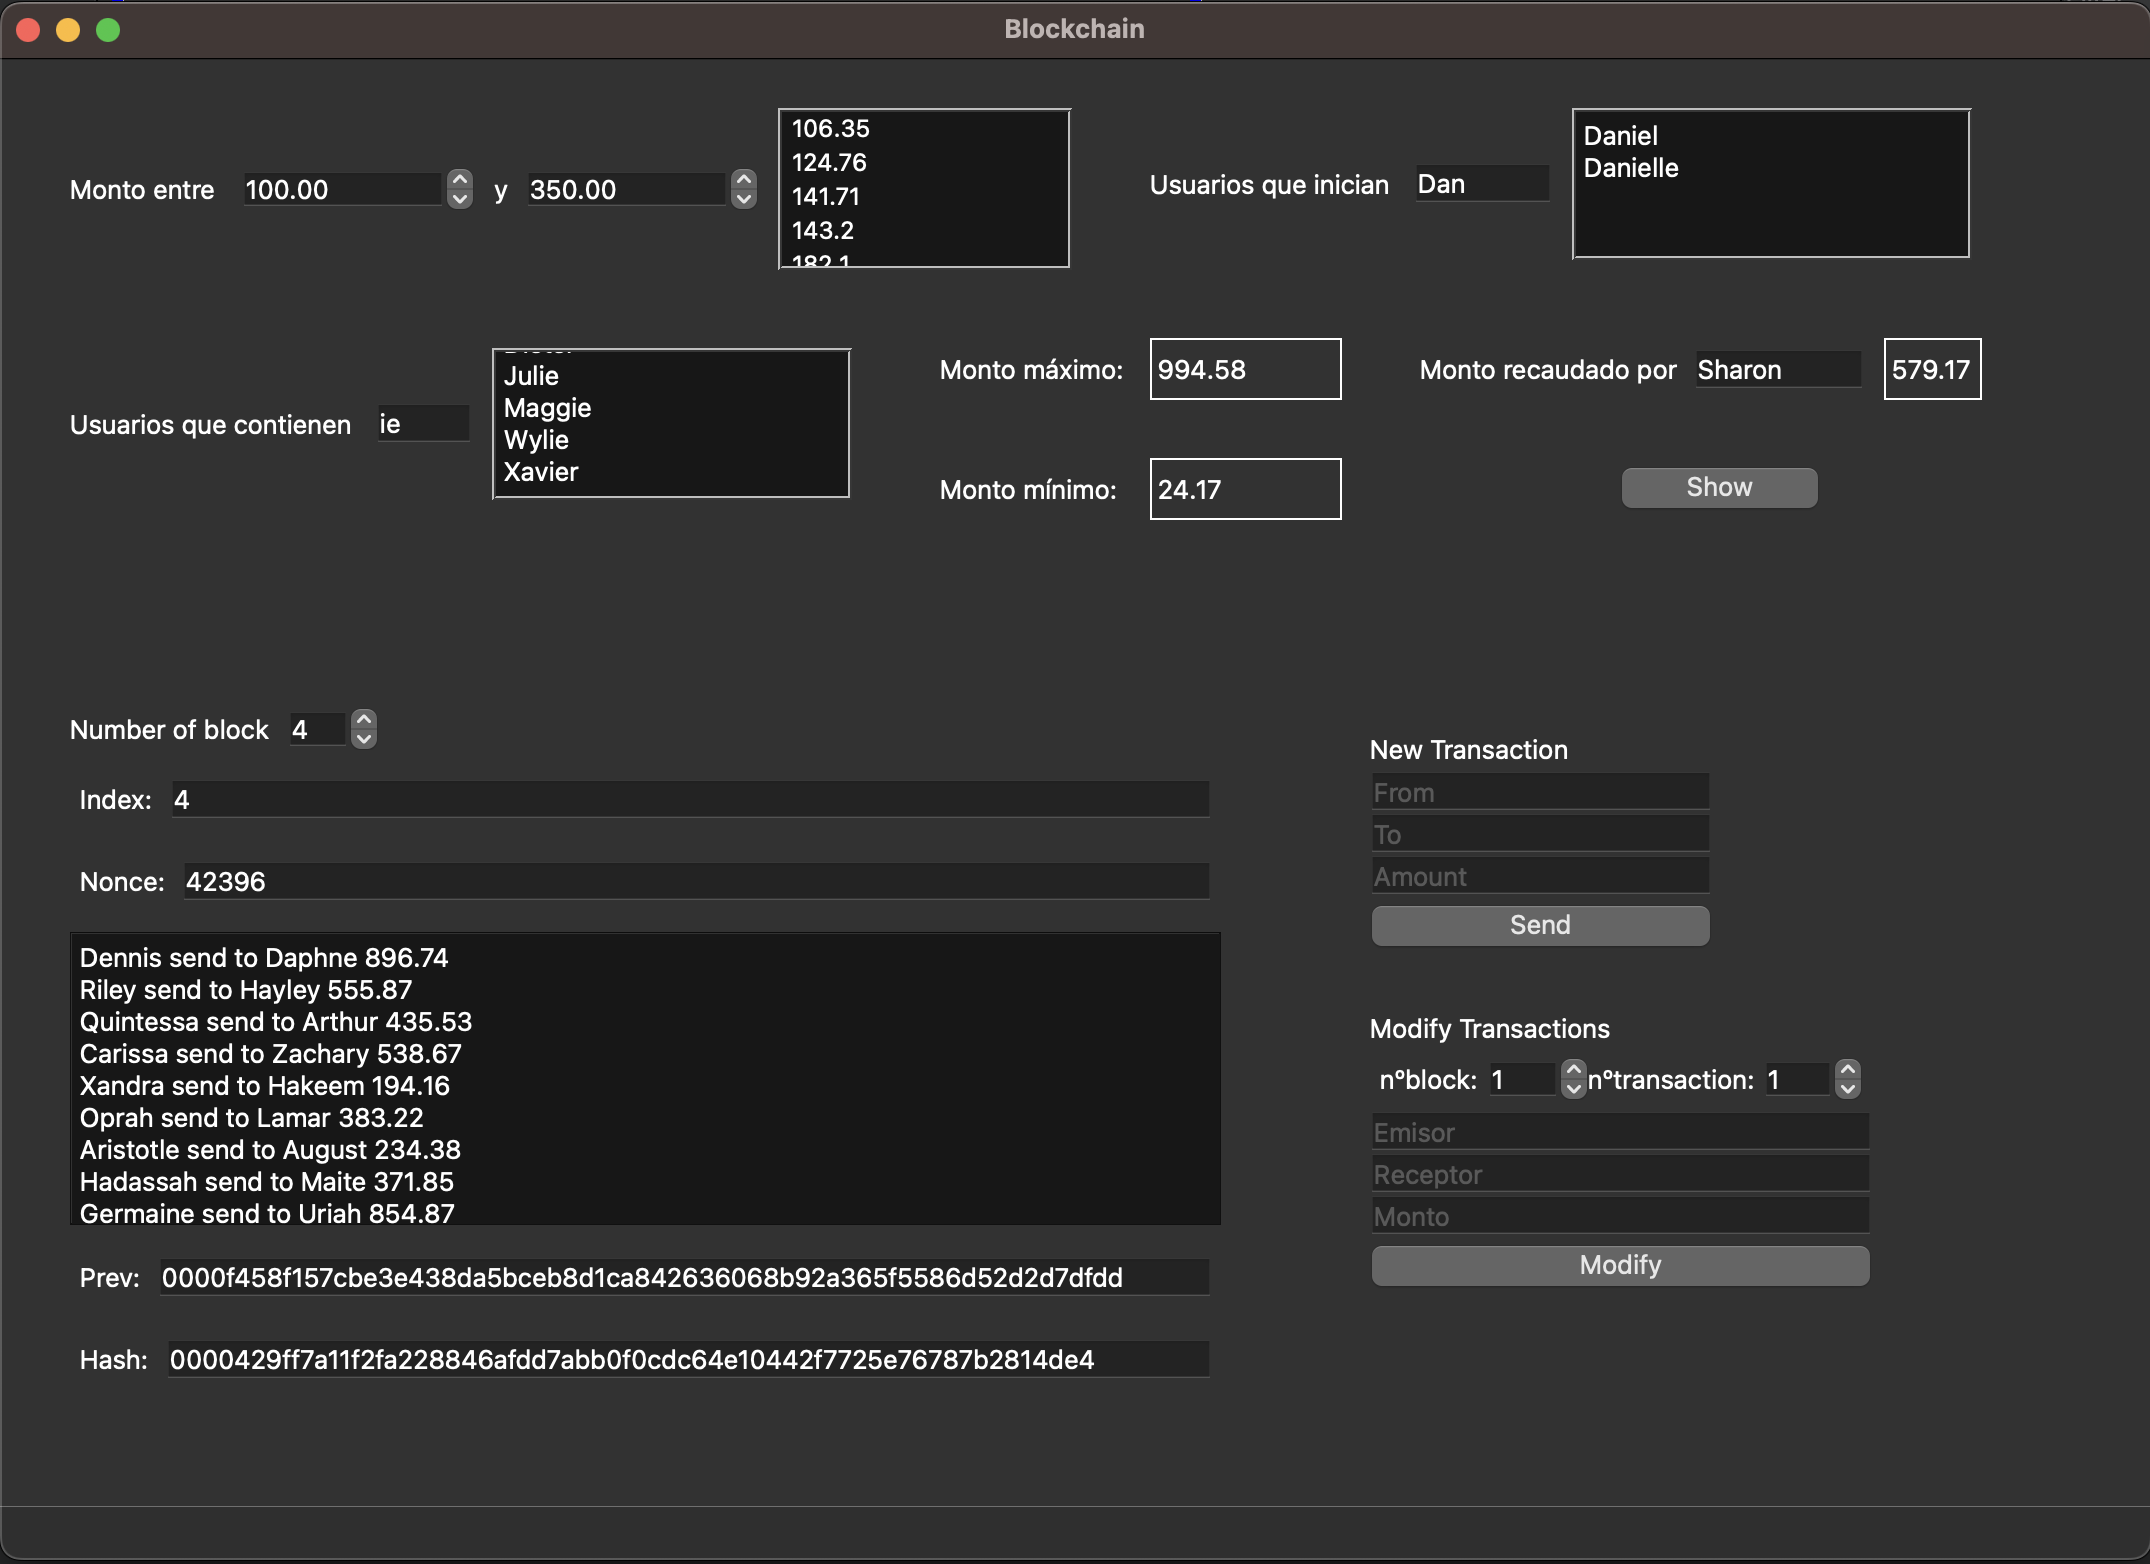 Blockchain
Monto entre 100.00 y 350.00
106.35
124.76
141.71
143.2
182.1
Usuarios que inician Dan
Daniel
Danielle
Usuarios que contienen ie
Julie
Maggie
Wylie
Xavier
Monto máximo: 994.58
Monto mínimo: 24.17
Monto recaudado por Sharon 579.17
Show
Number of block 4
Index: 4
Nonce: 42396
Dennis send to Daphne 896.74
Riley send to Hayley 555.87
Quintessa send to Arthur 435.53
Carissa send to Zachary 538.67
Xandra send to Hakeem 194.16
Oprah send to Lamar 383.22
Aristotle send to August 234.38
Hadassah send to Maite 371.85
Germaine send to Uriah 854.87
Prev: 0000f458f157cbe3e438da5bceb8d1ca842636068b92a365f5586d52d2d7dfdd
Hash: 0000429ff7a11f2fa228846afdd7abb0f0cdc64e10442f7725e76787b2814de4
New Transaction
From
To
Amount
Send
Modify Transactions
n°block: 1 n°transaction: 1
Emisor
Receptor
Monto
Modify